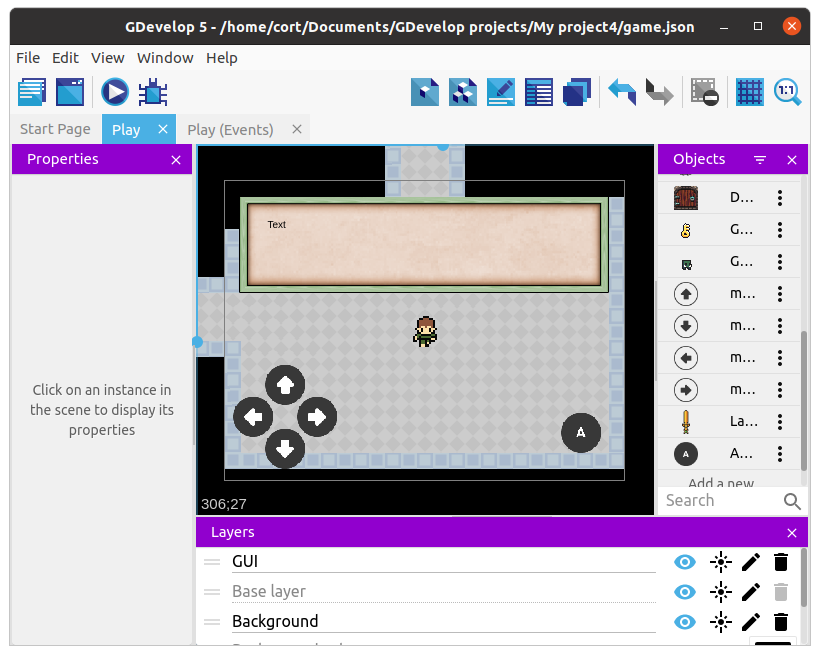 GDevelop 5 - /home/cort/Documents/GDevelop projects/My project4/game.json
File Edit View Window Help
1:1
Start Page Play Play (Events)
Properties
Click on an instance in
the scene to display its
properties
Text
A
306;27
Objects
D...
G...
G...
m...
m...
m...
m...
La...
A A...
Add a new
Search
Layers
GUI
Base layer
Background